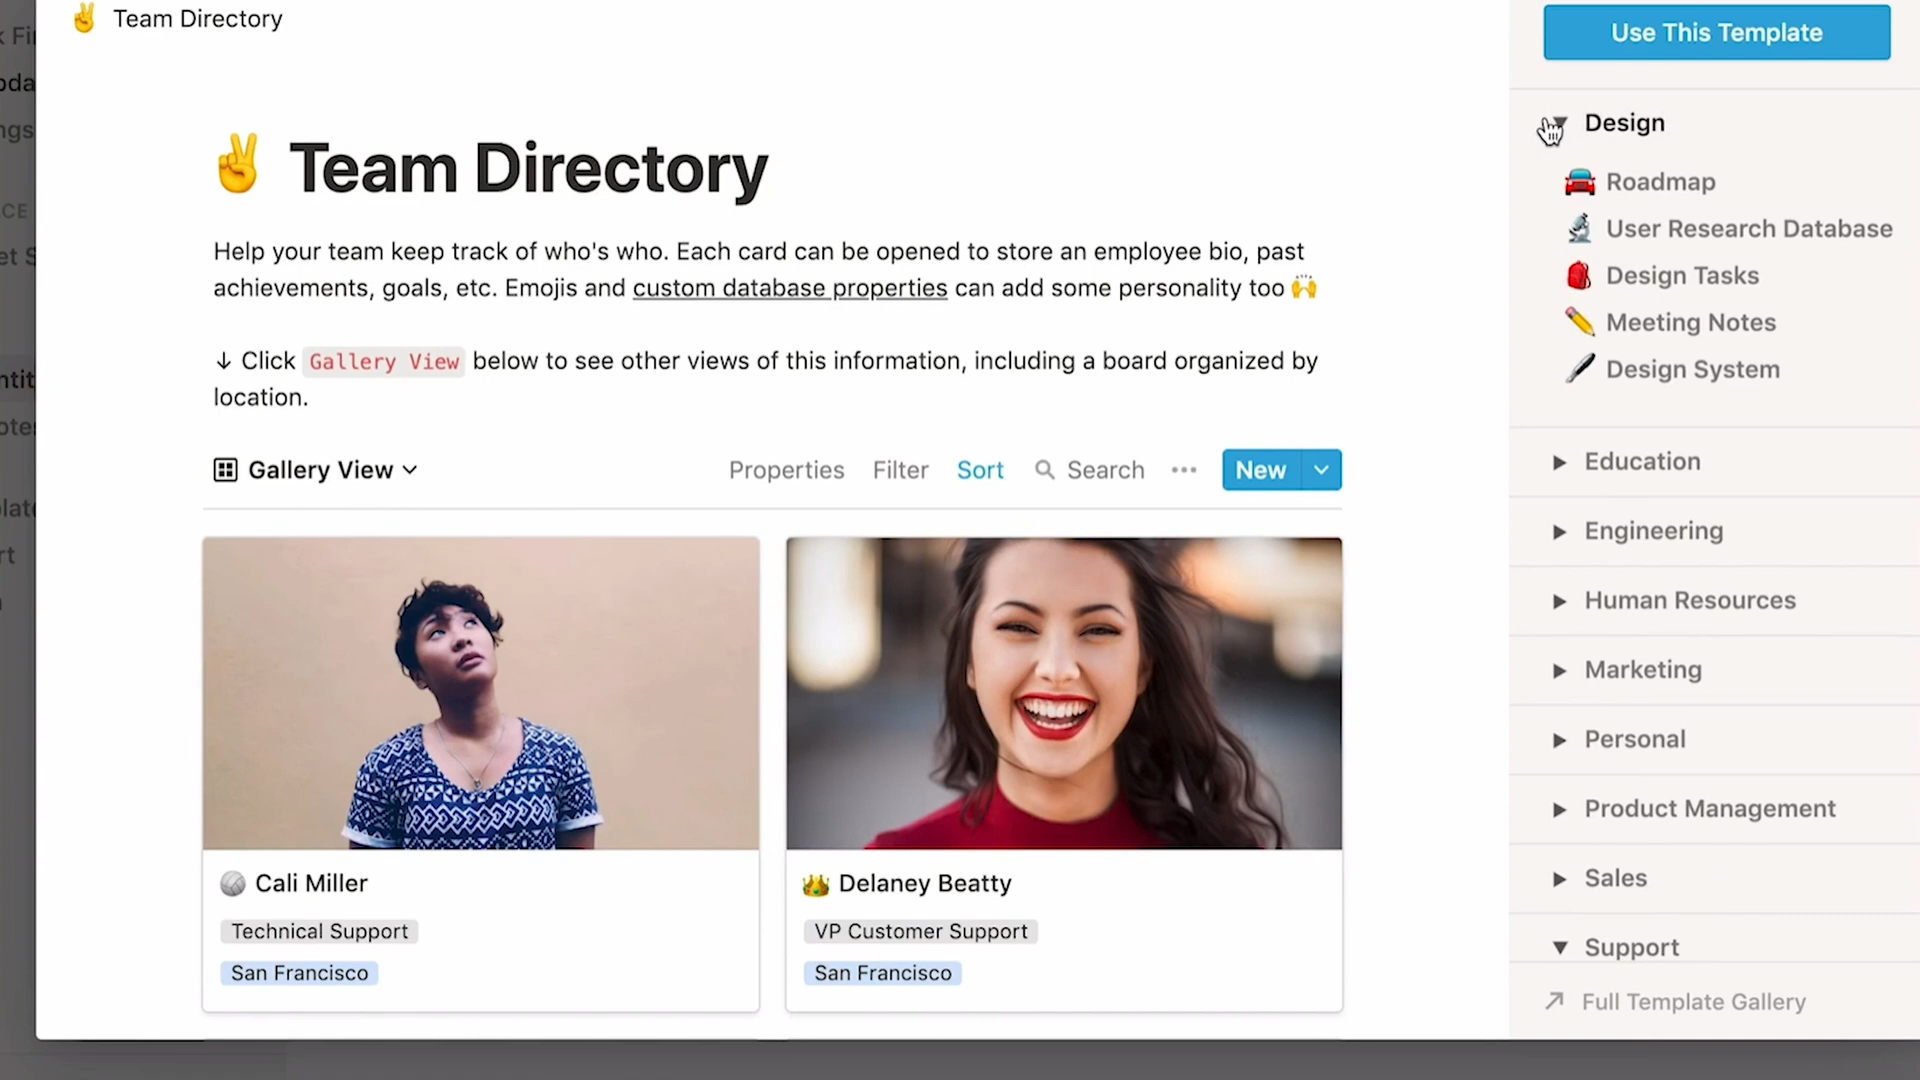 Team Directory
Use This Template
Team Directory
Help your team keep track of who's who. Each card can be opened to store an employee bio, past
achievements, goals, etc. Emojis and custom database properties can add some personality too
↓ Click Gallery View below to see other views of this information, including a board organized by
location.
Gallery View
Properties Filter Sort Search ••• New
Cali Miller
Technical Support
San Francisco
Delaney Beatty
VP Customer Support
San Francisco
Design
Roadmap
User Research Database
Design Tasks
Meeting Notes
Design System
Education
Engineering
Human Resources
Marketing
Personal
Product Management
Sales
Support
Full Template Gallery